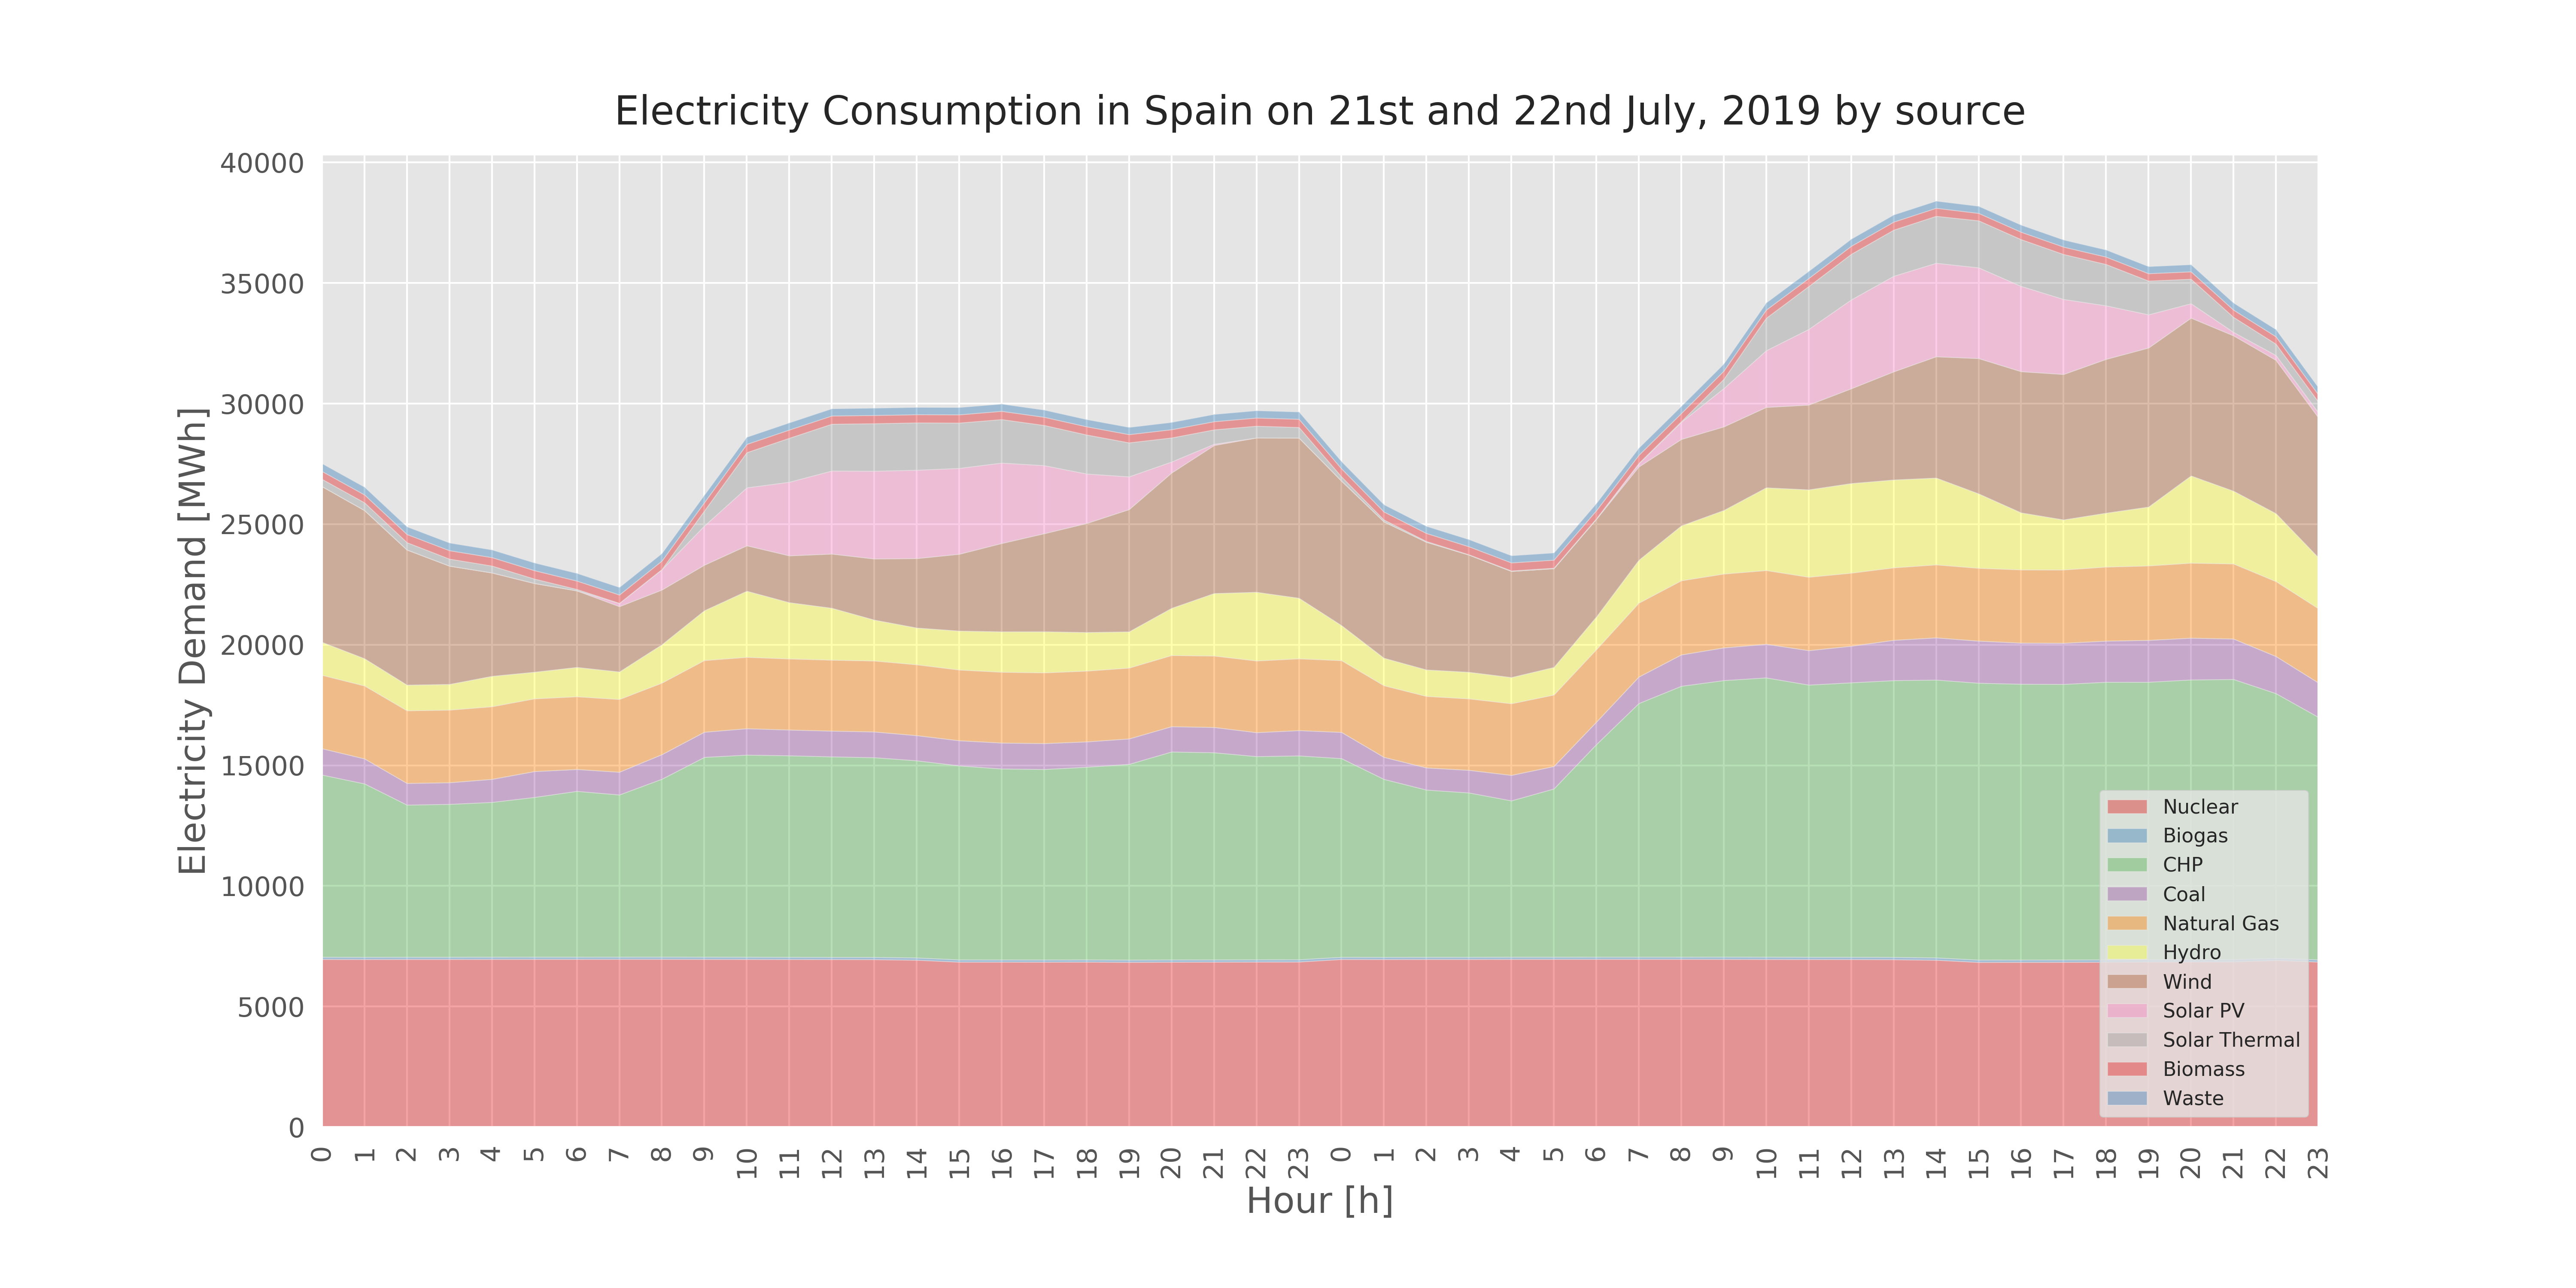 Electricity Consumption in Spain on 21st and 22nd July, 2019 by source
40000
35000
30000
25000
20000
15000
10000
5000
0
Electricity Demand [MWh]
Nuclear
Biogas
CHP
Coal
Natural Gas
Hydro
Wind
Solar PV
Solar Thermal
Biomass
Waste
0 1 2 3 4 5 6 7 8 9 10 11 12 13 14 15 16 17 18 19 20 21 22 23 0 1 2 3 4 5 6 7 8 9 10 11 12 13 14 15 16 17 18 19 20 21 22 23
Hour [h]